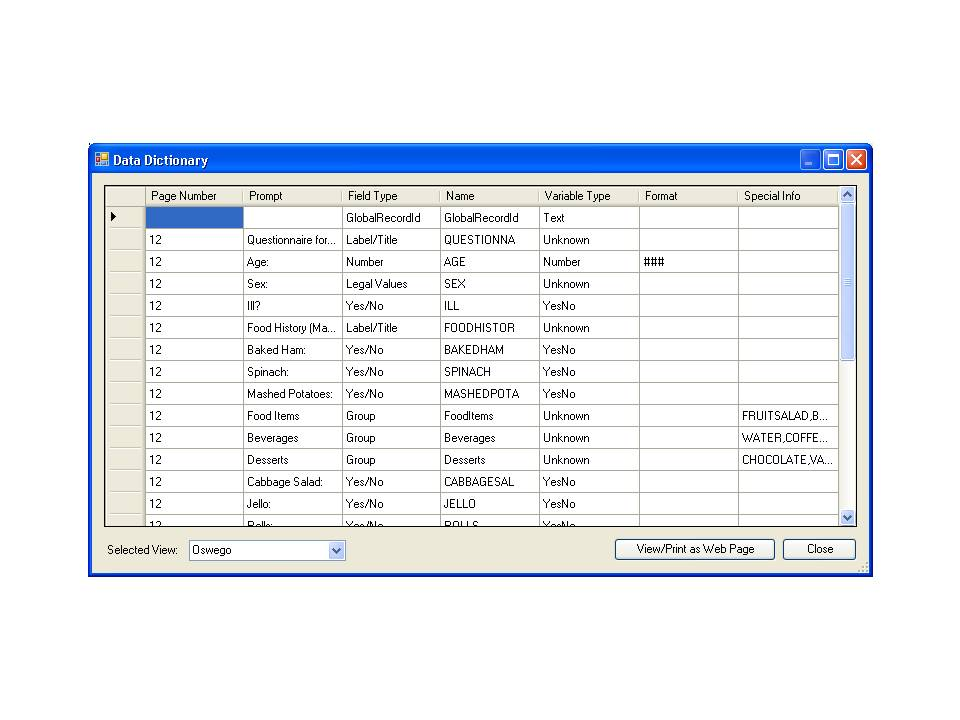 Data Dictionary
Page Number Prompt Field Type Name Variable Type Format Special Info
GlobalRecordId GlobalRecordId Text
12 Questionnaire for... Label/Title QUESTIONNA Unknown
12 Age: Number AGE Number ###
12 Sex: Legal Values SEX Unknown
12 Ill? Yes/No ILL YesNo
12 Food History (Ma... Label/Title FOODHISTOR Unknown
12 Baked Ham: Yes/No BAKEDHAM YesNo
12 Spinach: Yes/No SPINACH YesNo
12 Mashed Potatoes: Yes/No MASHEDPOTA YesNo
12 Food Items Group FoodItems Unknown FRUITSALAD,B...
12 Beverages Group Beverages Unknown WATER,COFFE...
12 Desserts Group Desserts Unknown CHOCOLATE,VA...
12 Cabbage Salad: Yes/No CABBAGESAL YesNo
12 Jello: Yes/No JELLO YesNo
12 Rolls: Yes/No ROLLS YesNo
Selected View: Oswego View/Print as Web Page Close